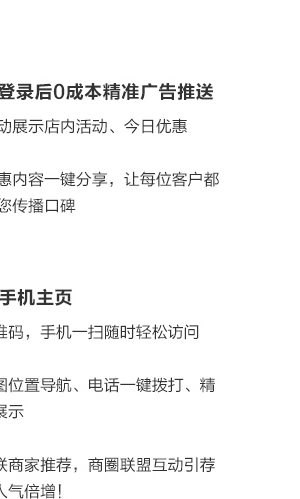 登录后0成本精准广告推送
动展示店内活动、今日优惠
惠内容一键分享，让每位客户都
您传播口碑
手机主页
维码，手机一扫随时轻松访问
图位置导航、电话一键拨打、精
展示
联商家推荐，商圈联盟互动引荐
人气倍增！